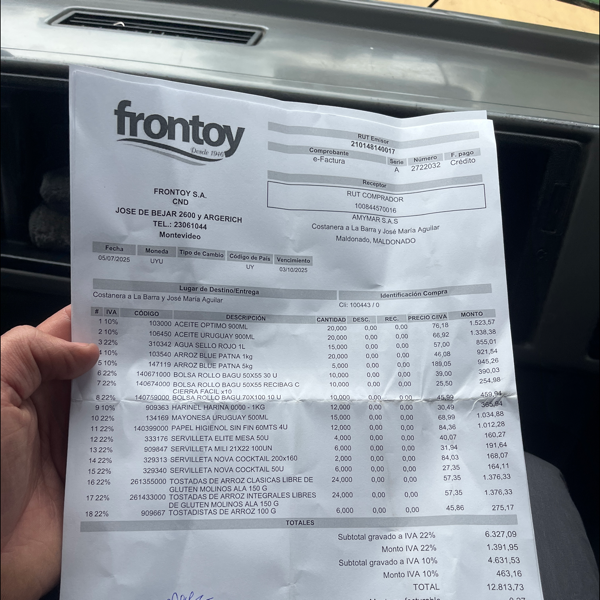 frontoy
Desde 1946
RUT Emisor
210148140017
Comprobante Serie Número F. pago
e-Factura A 2722032 Crédito
Receptor
RUT COMPRADOR
100844570016
AMYMAR S.A.S
Costanera a La Barra y José María Aguilar
Maldonado, MALDONADO
FRONTOY S.A.
CND
JOSE DE BEJAR 2600 y ARGERICH
TEL.: 23061044
Montevideo
Fecha Moneda Tipo de Cambio Código de País Vencimiento
05/07/2025 UYU UY 03/10/2025
Lugar de Destino/Entrega Identificación Compra
Costanera a La Barra y José María Aguilar Cli: 100443 / 0
# IVA CÓDIGO DESCRIPCIÓN CANTIDAD DESC. REC. PRECIO C/IVA MONTO
1 10% 103000 ACEITE OPTIMO 900ML 20,000 0,00 0,00 76,18 1.523,57
2 10% 106450 ACEITE URUGUAY 900ML 20,000 0,00 0,00 66,92 1.338,38
3 22% 310342 AGUA SELLO ROJO 1L 15,000 0,00 0,00 57,00 855,01
4 10% 103540 ARROZ BLUE PATNA 1kg 20,000 0,00 0,00 46,08 921,54
5 10% 147119 ARROZ BLUE PATNA 5kg 5,000 0,00 0,00 189,05 945,26
6 22% 140671000 BOLSA ROLLO BAGU 50X55 30 U 10,000 0,00 0,00 39,00 390,03
7 22% 140674000 BOLSA ROLLO BAGU 50X55 RECIBAG C 10,000 0,00 0,00 25,50 254,98
CIERRA FACIL x10
8 22% 140759000 BOLSA ROLLO BAGU 70X100 10 U 10,000 0,00 0,00 45,99 459,94
9 10% 909363 HARINEL HARINA 0000 - 1KG 12,000 0,00 0,00 30,49
10 22% 134169 MAYONESA URUGUAY 500ML 15,000 0,00 0,00 68,99 1.034,88
11 22% 140399000 PAPEL HIGIENOL SIN FIN 60MTS 4U 12,000 0,00 0,00 84,36 1.012,28
12 22% 333176 SERVILLETA ELITE MESA 50U 4,000 0,00 0,00 40,07 160,27
13 22% 909847 SERVILLETA MILI 21X22 100UN 6,000 0,00 0,00 31,94 191,64
14 22% 329313 SERVILLETA NOVA COCKTAIL 200x160 2,000 0,00 0,00 84,03 168,07
15 22% 329340 SERVILLETA NOVA COCKTAIL 50U 6,000 0,00 0,00 27,35 164,11
16 22% 261355000 TOSTADAS DE ARROZ CLASICAS LIBRE DE 24,000 0,00 0,00 57,35 1.376,33
GLUTEN MOLINOS ALA 150 G
17 22% 261433000 TOSTADAS DE ARROZ INTEGRALES LIBRES 24,000 0,00 0,00 57,35 1.376,33
DE GLUTEN MOLINOS ALA 150 G
18 22% 909667 TOSTADISTAS DE ARROZ 100 G 6,000 0,00 0,00 45,86 275,17
TOTALES
Subtotal gravado a IVA 22% 6.327,09
Monto IVA 22% 1.391,95
Subtotal gravado a IVA 10% 4.631,53
Monto IVA 10% 463,16
TOTAL 12.813,73